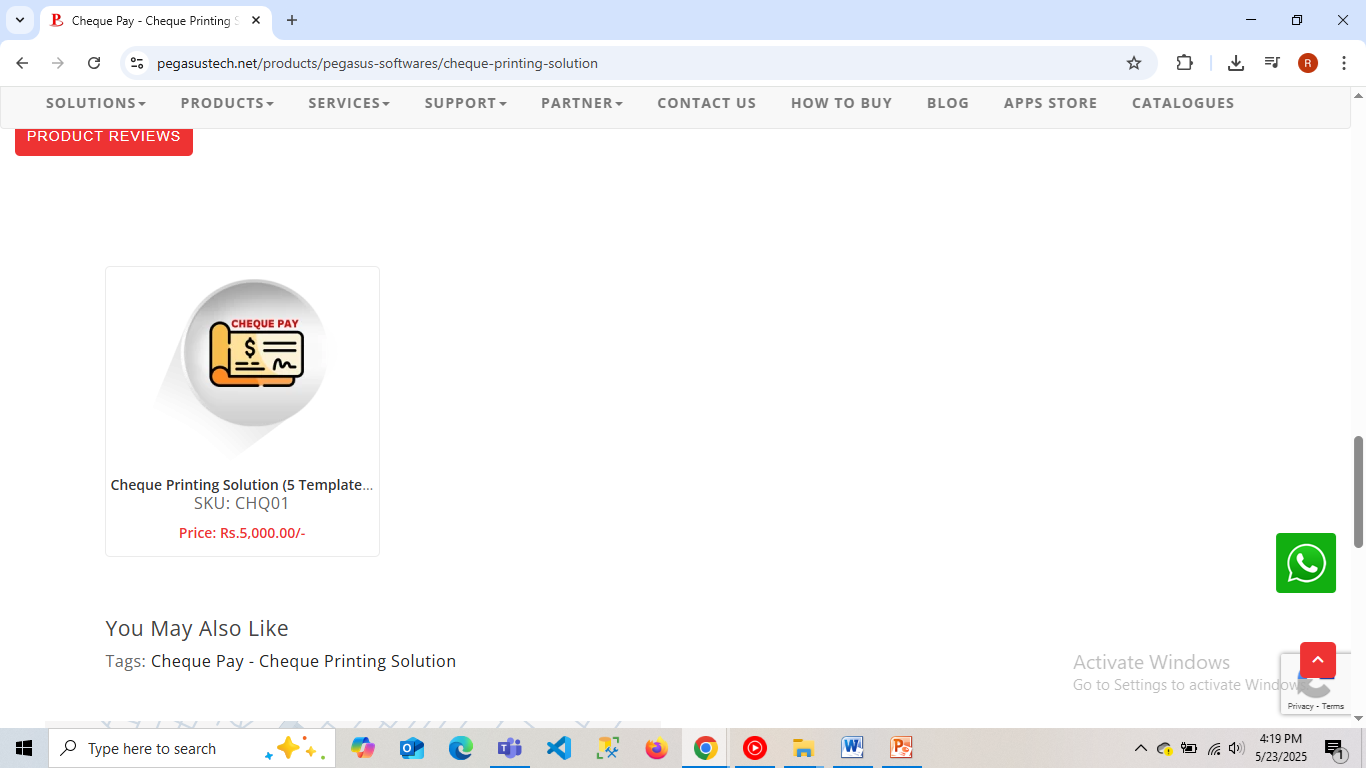 Cheque Pay - Cheque Printing S
pegasustech.net/products/pegasus-softwares/cheque-printing-solution
R
SOLUTIONS PRODUCTS SERVICES SUPPORT PARTNER CONTACT US HOW TO BUY BLOG APPS STORE CATALOGUES
PRODUCT REVIEWS
CHEQUE PAY
$
Cheque Printing Solution (5 Template...
SKU: CHQ01
Price: Rs.5,000.00/-
You May Also Like
Tags: Cheque Pay - Cheque Printing Solution
Activate Windows
Go to Settings to activate Window
Privacy - Terms
Type here to search
4:19 PM
5/23/2025
1